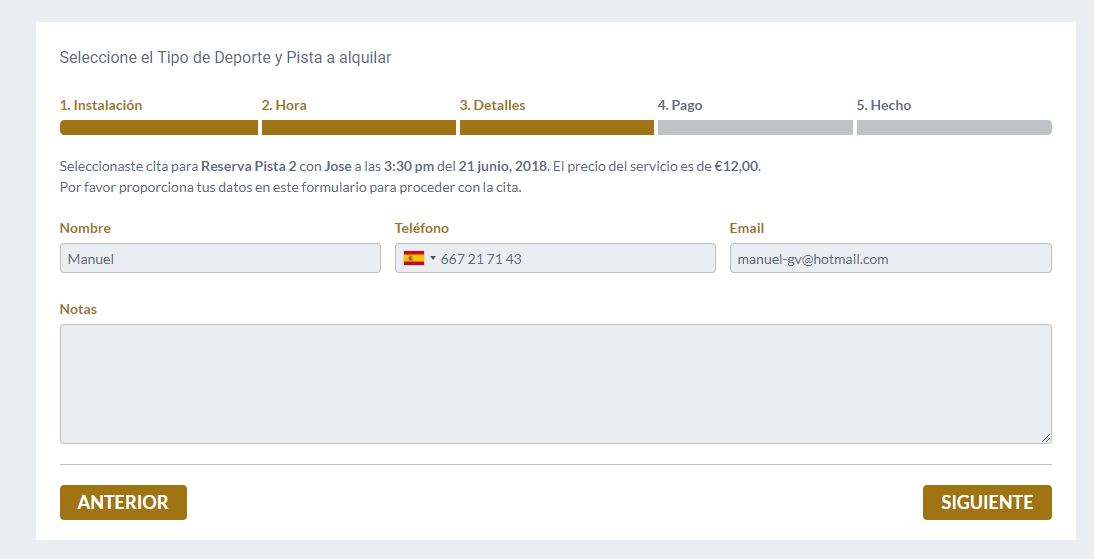 Seleccione el Tipo de Deporte y Pista a alquilar
1. Instalación 2. Hora 3. Detalles 4. Pago 5. Hecho
Seleccionaste cita para Reserva Pista 2 con Jose a las 3:30 pm del 21 junio, 2018. El precio del servicio es de €12,00.
Por favor proporciona tus datos en este formulario para proceder con la cita.
Nombre Teléfono Email
Manuel 667 21 71 43 manuel-gv@hotmail.com
Notas
ANTERIOR SIGUIENTE